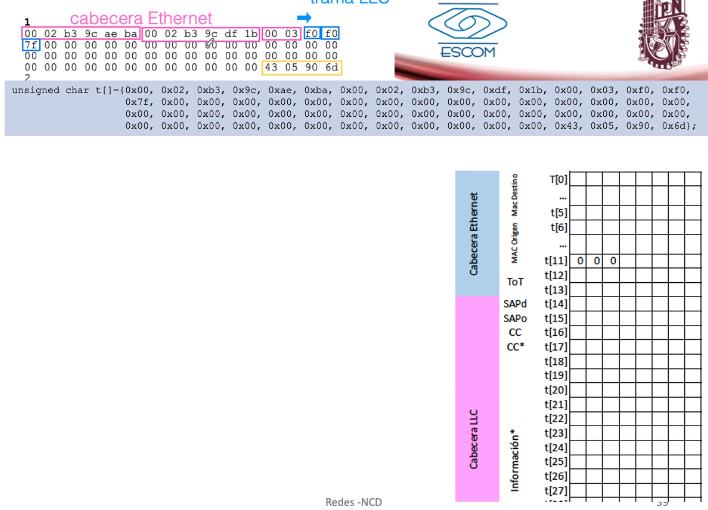 trama LLC
cabecera Ethernet
1
00 02 b3 9c ae ba 00 02 b3 9c df 1b 00 03 f0 f0
7f 00 00 00 00 00 00 00 00 00 00 00 00 00 00 00
00 00 00 00 00 00 00 00 00 00 00 00 00 00 00 00
00 00 00 00 00 00 00 00 00 00 00 00 43 05 90 6d
2
ESCOM
IPN
unsigned char t[]={0x00, 0x02, 0xb3, 0x9c, 0xae, 0xba, 0x00, 0x02, 0xb3, 0x9c, 0xdf, 0x1b, 0x00, 0x03, 0xf0, 0xf0,
0x7f, 0x00, 0x00, 0x00, 0x00, 0x00, 0x00, 0x00, 0x00, 0x00, 0x00, 0x00, 0x00, 0x00, 0x00, 0x00,
0x00, 0x00, 0x00, 0x00, 0x00, 0x00, 0x00, 0x00, 0x00, 0x00, 0x00, 0x00, 0x00, 0x00, 0x00, 0x00,
0x00, 0x00, 0x00, 0x00, 0x00, 0x00, 0x00, 0x00, 0x00, 0x00, 0x00, 0x00, 0x43, 0x05, 0x90, 0x6d};
Cabecera Ethernet
Mac Destino
MAC Origen
T[0]
...
t[5]
t[6]
...
t[11] 0 0 0
ToT
t[12]
t[13]
Cabecera LLC
SAPd t[14]
SAPo t[15]
CC t[16]
CC* t[17]
Información*
t[18]
t[19]
t[20]
t[21]
t[22]
t[23]
t[24]
t[25]
t[26]
t[27]
Redes -NCD